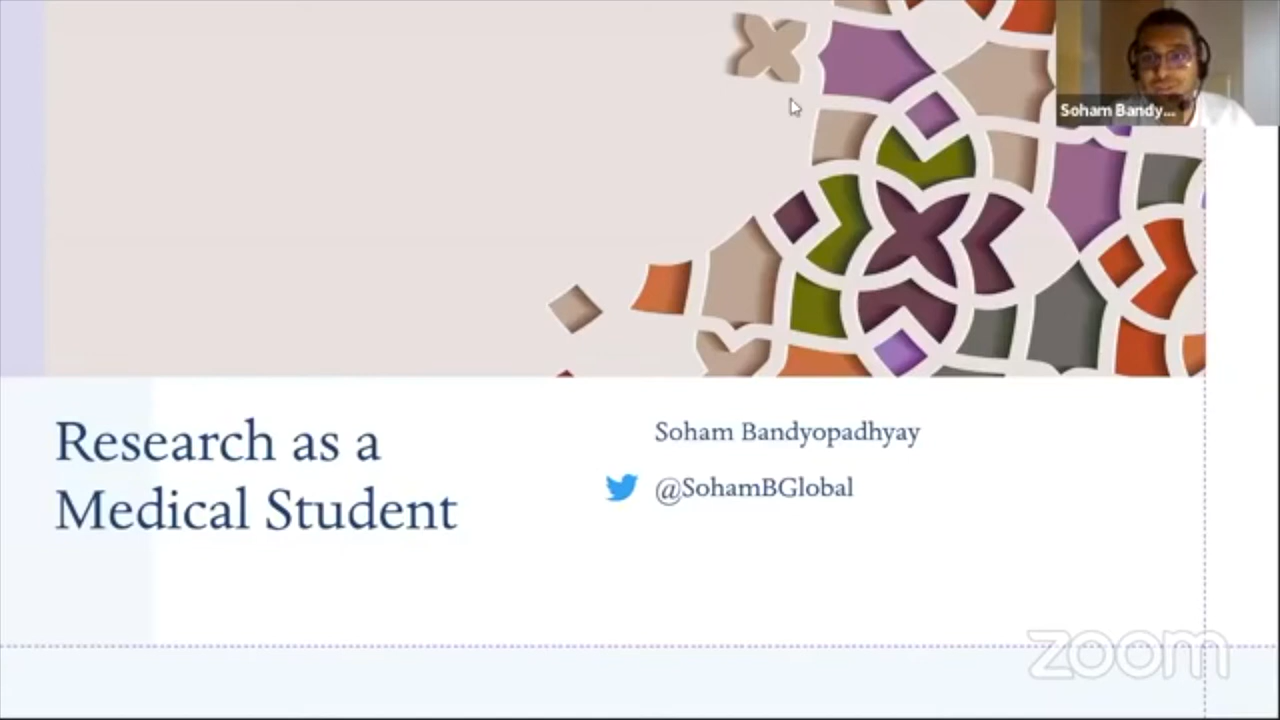 Soham Bandy...
Research as a
Medical Student
Soham Bandyopadhyay
@SohamBGlobal
zoom